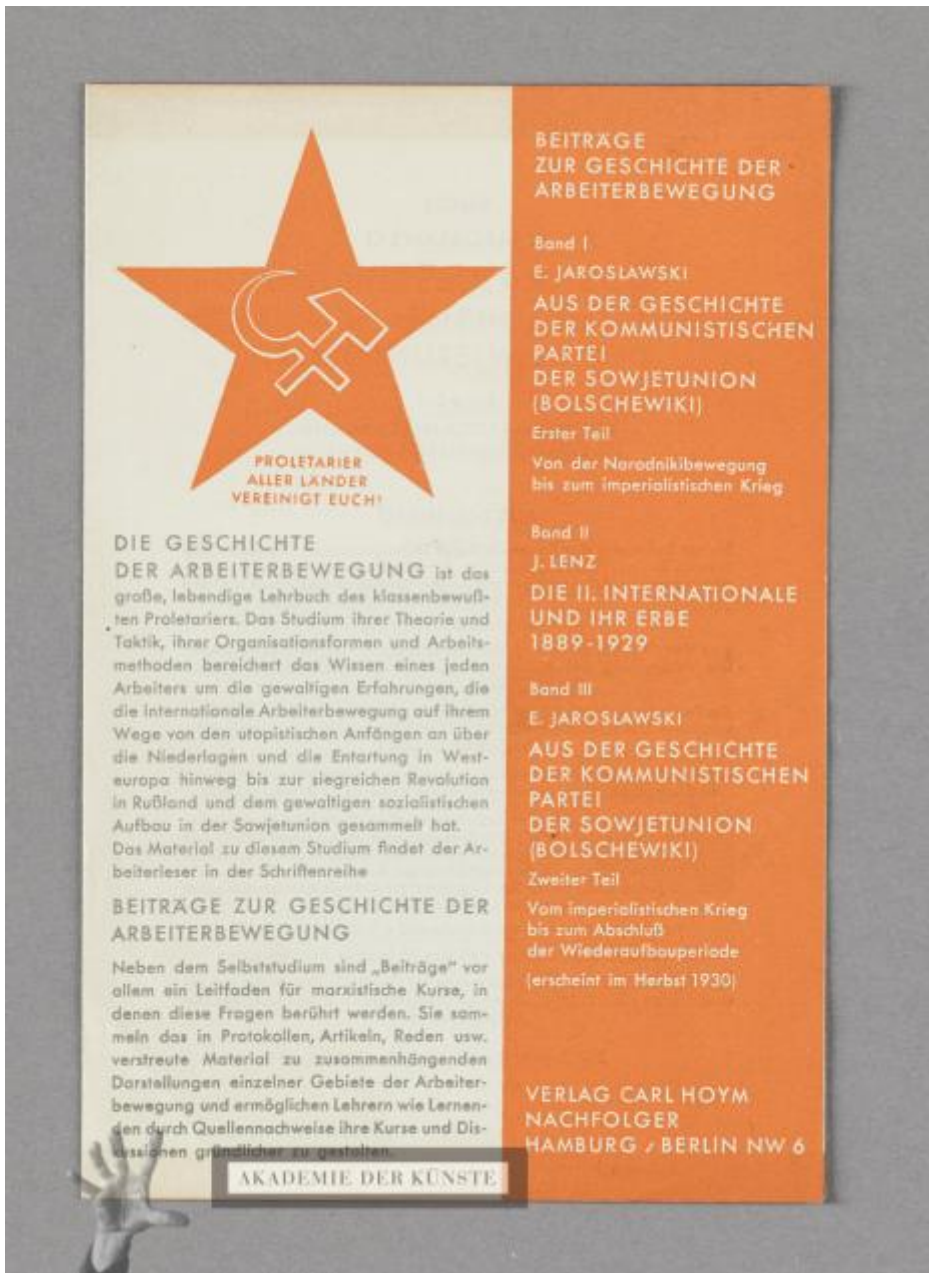 PROLETARIER
ALLER LÄNDER
VEREINIGT EUCH!
DIE GESCHICHTE
DER ARBEITERBEWEGUNG ist das
große, lebendige Lehrbuch des klassenbewuß-
ten Proletariers. Das Studium ihrer Theorie und
Taktik, ihrer Organisationsformen und Arbeits-
methoden bereichert das Wissen eines jeden
Arbeiters um die gewaltigen Erfahrungen, die
die internationale Arbeiterbewegung auf ihrem
Wege von den utopistischen Anfängen an über
die Niederlagen und die Entartung in West-
europa hinweg bis zur siegreichen Revolution
in Rußland und dem gewaltigen sozialistischen
Aufbau in der Sowjetunion gesammelt hat.
Das Material zu diesem Studium findet der Ar-
beiterleser in der Schriftenreihe
BEITRÄGE ZUR GESCHICHTE DER
ARBEITERBEWEGUNG
Neben dem Selbststudium sind „Beiträge" vor
allem ein Leitfaden für marxistische Kurse, in
denen diese Fragen berührt werden. Sie sam-
meln das in Protokollen, Artikeln, Reden usw.
verstreute Material zu zusammenhängenden
Darstellungen einzelner Gebiete der Arbeiter-
bewegung und ermöglichen Lehrern wie Lernen-
den durch Quellennachweise ihre Kurse und Dis-
kussionen gründlicher zu gestalten.
BEITRÄGE
ZUR GESCHICHTE DER
ARBEITERBEWEGUNG
Band I
E. JAROSLAWSKI
AUS DER GESCHICHTE
DER KOMMUNISTISCHEN
PARTEI
DER SOWJETUNION
(BOLSCHEWIKI)
Erster Teil
Von der Narodnikibewegung
bis zum imperialistischen Krieg
Band II
J. LENZ
DIE II. INTERNATIONALE
UND IHR ERBE
1889-1929
Band III
E. JAROSLAWSKI
AUS DER GESCHICHTE
DER KOMMUNISTISCHEN
PARTEI
DER SOWJETUNION
(BOLSCHEWIKI)
Zweiter Teil
Vom imperialistischen Krieg
bis zum Abschluß
der Wiederaufbauperiode
(erscheint im Herbst 1930)
VERLAG CARL HOYM
NACHFOLGER
HAMBURG / BERLIN NW 6
AKADEMIE DER KÜNSTE